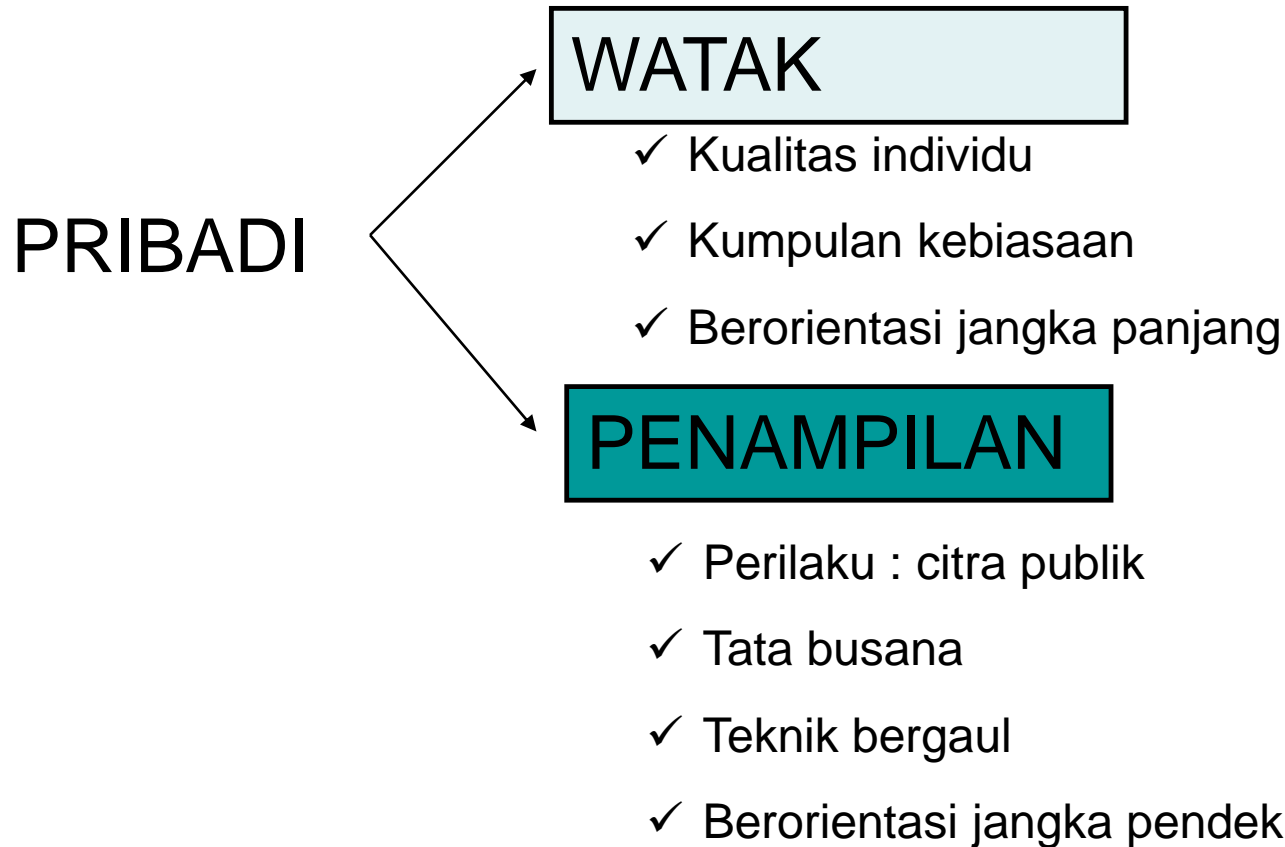 WATAK
✓ Kualitas individu
PRIBADI
✓ Kumpulan kebiasaan
✓ Berorientasi jangka panjang
PENAMPILAN
✓ Perilaku : citra publik
✓ Tata busana
✓ Teknik bergaul
✓ Berorientasi jangka pendek